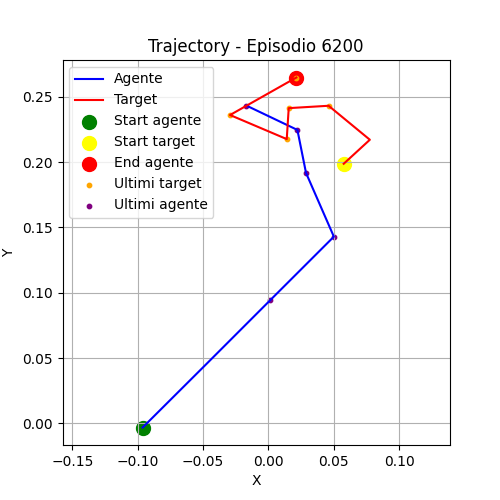 Trajectory - Episodio 6200
Agente
Target
Start agente
Start target
End agente
Ultimi target
Ultimi agente
0.25
0.20
0.15
0.10
0.05
0.00
Y
−0.15 −0.10 −0.05 0.00 0.05 0.10
X